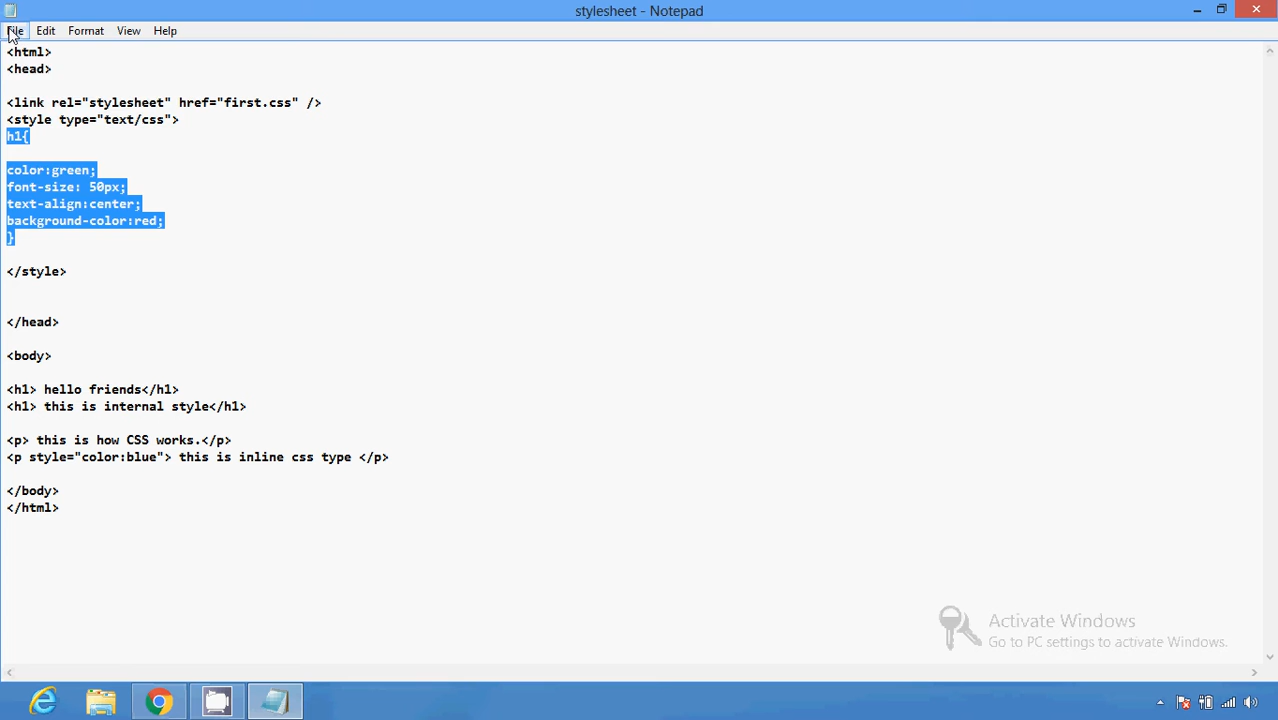 stylesheet - Notepad
File Edit Format View Help
<html>
<head>
<link rel="stylesheet" href="first.css" />
<style type="text/css">
h1{
color:green;
font-size: 50px;
text-align:center;
background-color:red;
}
</style>
</head>
<body>
<h1> hello friends</h1>
<h1> this is internal style</h1>
<p> this is how CSS works.</p>
<p style="color:blue"> this is inline css type </p>
</body>
</html>
Activate Windows
Go to PC settings to activate Windows.